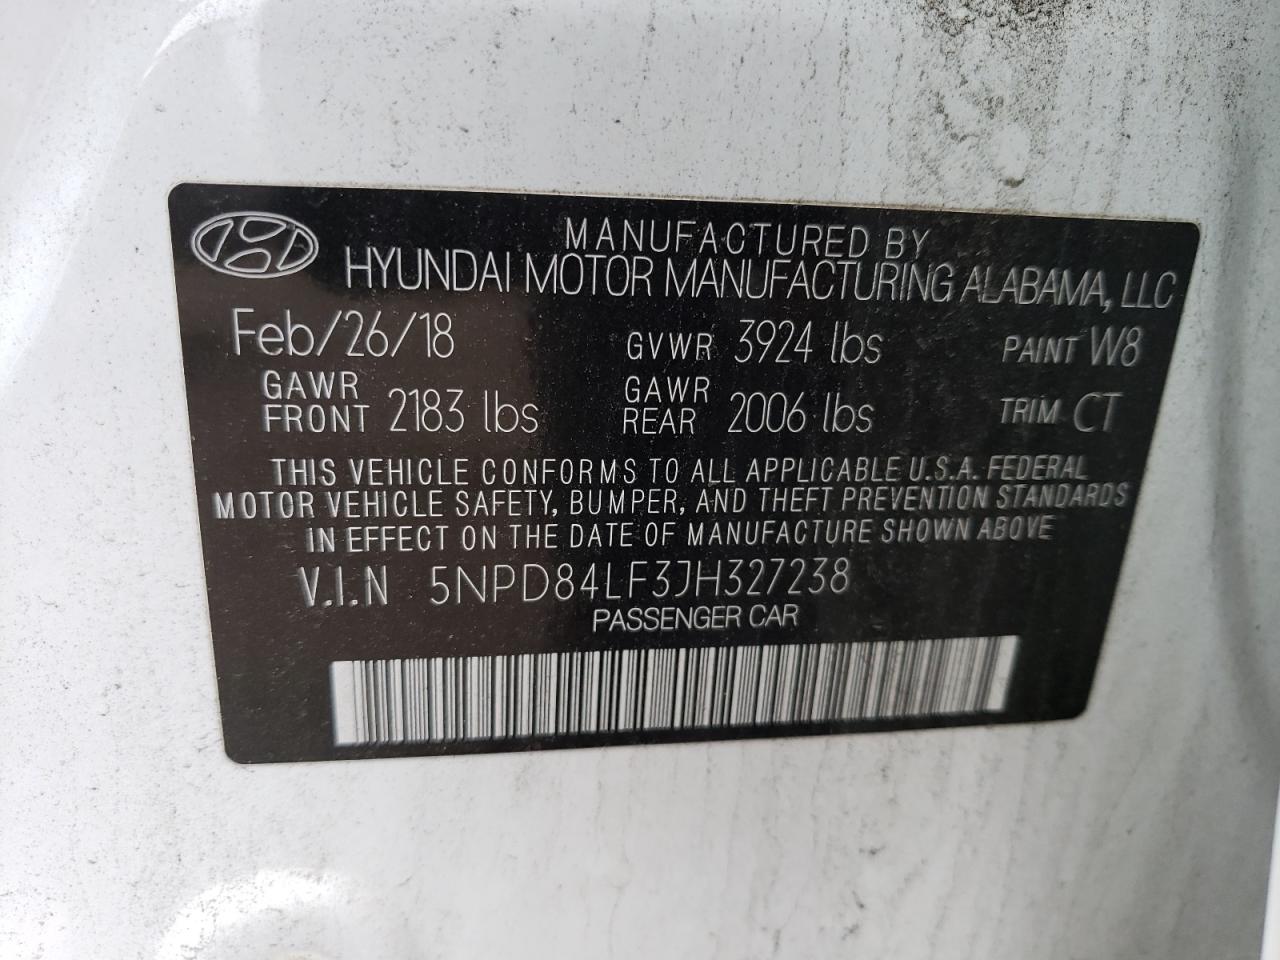 MANUFACTURED BY
HYUNDAI MOTOR MANUFACTURING ALABAMA, LLC
Feb/26/18 GVWR 3924 lbs PAINT W8
GAWR FRONT 2183 lbs GAWR REAR 2006 lbs TRIM CT
THIS VEHICLE CONFORMS TO ALL APPLICABLE U.S.A. FEDERAL
MOTOR VEHICLE SAFETY, BUMPER, AND THEFT PREVENTION STANDARDS
IN EFFECT ON THE DATE OF MANUFACTURE SHOWN ABOVE
V.I.N 5NPD84LF3JH327238
PASSENGER CAR